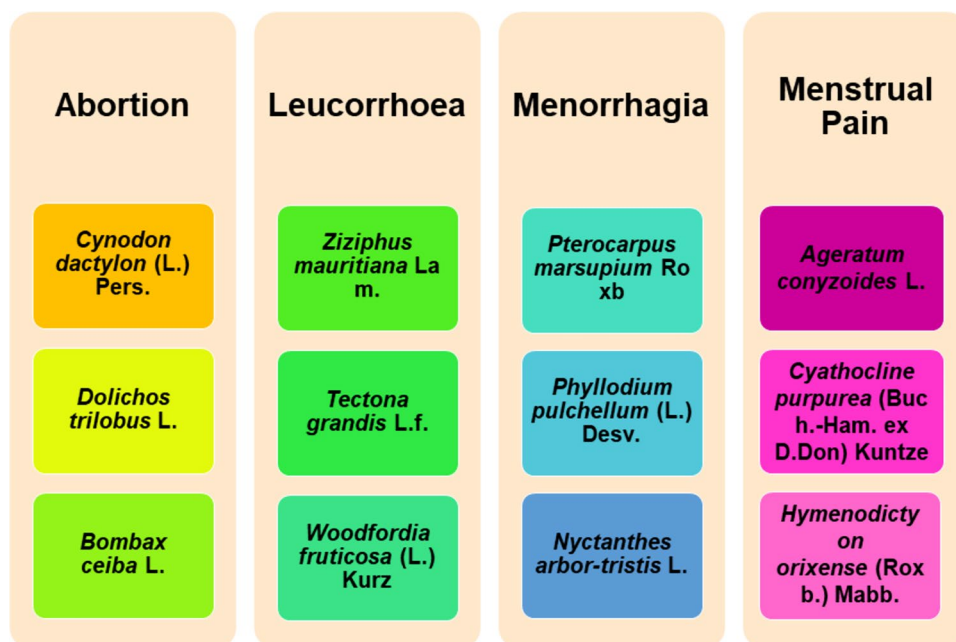 Abortion
Cynodon
dactylon (L.)
Pers.
Dolichos
trilobus L.
Bombax
ceiba L.
Leucorrhoea
Ziziphus
mauritiana La
m.
Tectona
grandis L.f.
Woodfordia
fruticosa (L.)
Kurz
Menorrhagia
Pterocarpus
marsupium Ro
xb
Phyllodium
pulchellum (L.)
Desv.
Nyctanthes
arbor-tristis L.
Menstrual
Pain
Ageratum
conyzoides L.
Cyathocline
purpurea (Buc
h.-Ham. ex
D.Don) Kuntze
Hymenodicty
on
orixense (Rox
b.) Mabb.